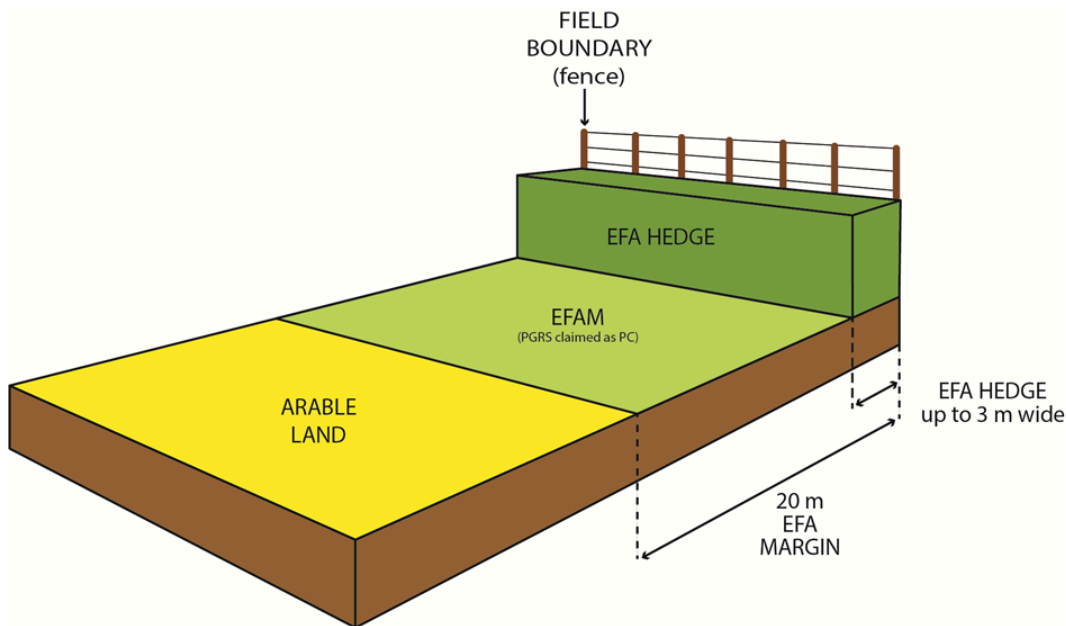 FIELD
BOUNDARY
(fence)
EFA HEDGE
EFAM
(PGRS claimed as PC)
ARABLE
LAND
EFA HEDGE
up to 3 m wide
20 m
EFA
MARGIN